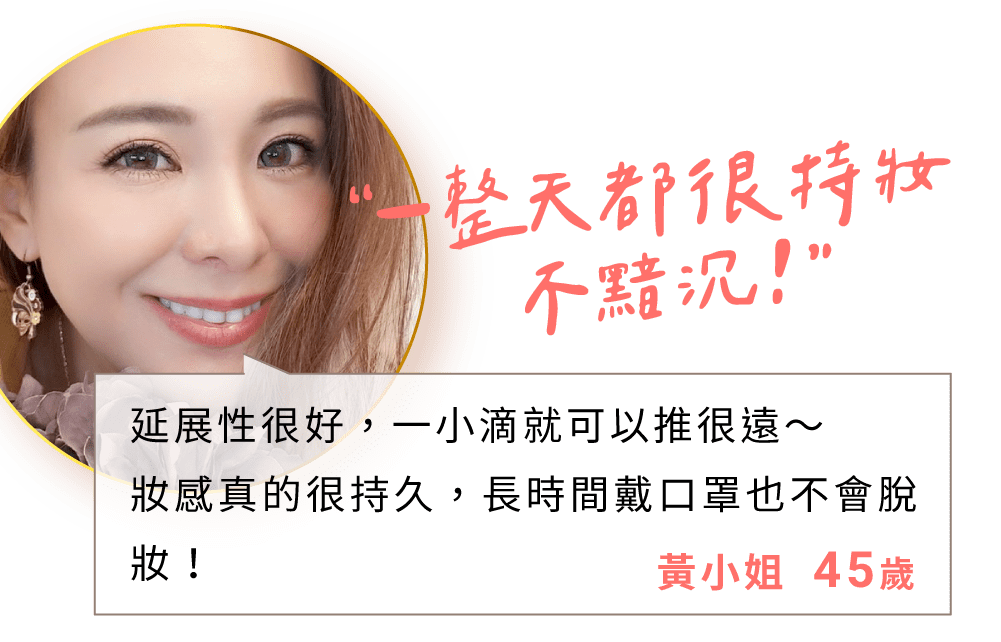 “一整天都很持妝
不黯沉！”
延展性很好，一小滴就可以推很遠～
妝感真的很持久，長時間戴口罩也不會脫
妝！
黃小姐 45歲